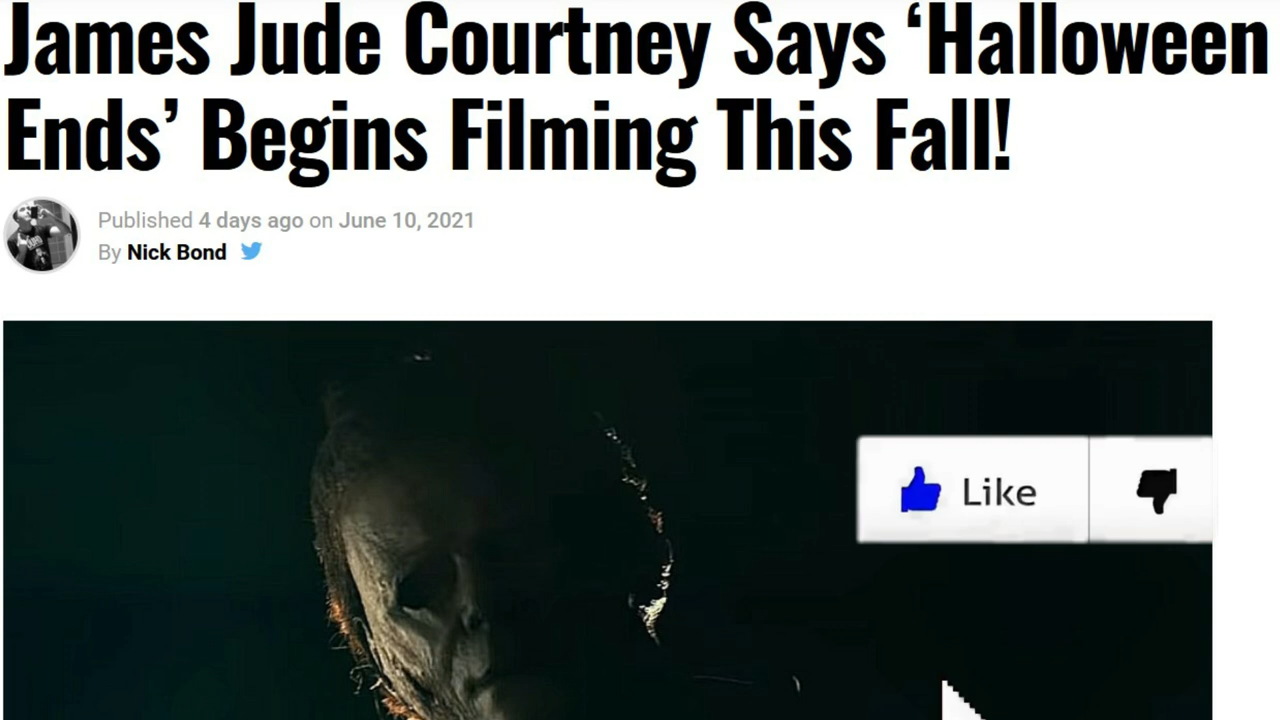 James Jude Courtney Says ‘Halloween
Ends’ Begins Filming This Fall!
Published 4 days ago on June 10, 2021
By Nick Bond
Like